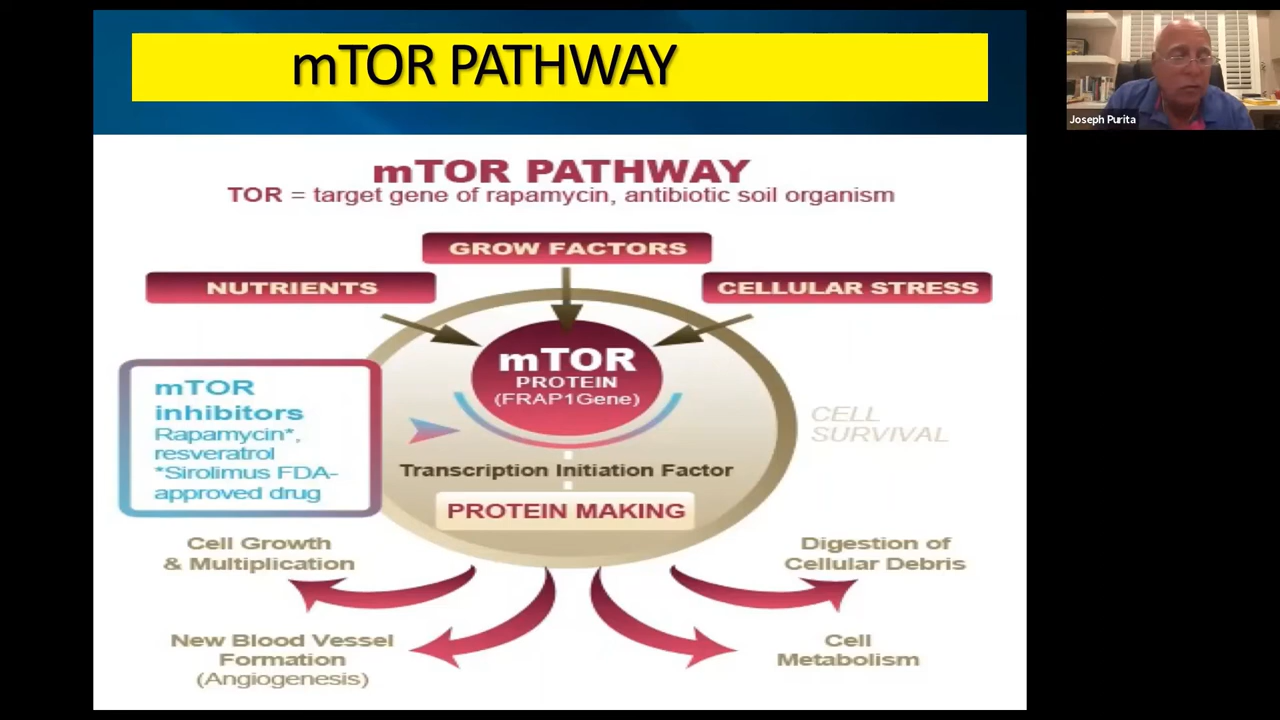 mTOR PATHWAY
Joseph Purita
mTOR PATHWAY
TOR = target gene of rapamycin, antibiotic soil organism
GROW FACTORS
NUTRIENTS
CELLULAR STRESS
mTOR
PROTEIN
(FRAP1Gene)
mTOR
inhibitors
Rapamycin*,
resveratrol
*Sirolimus FDA-
approved drug
CELL
SURVIVAL
Transcription Initiation Factor
PROTEIN MAKING
Cell Growth
& Multiplication
Digestion of
Cellular Debris
New Blood Vessel
Formation
(Angiogenesis)
Cell
Metabolism